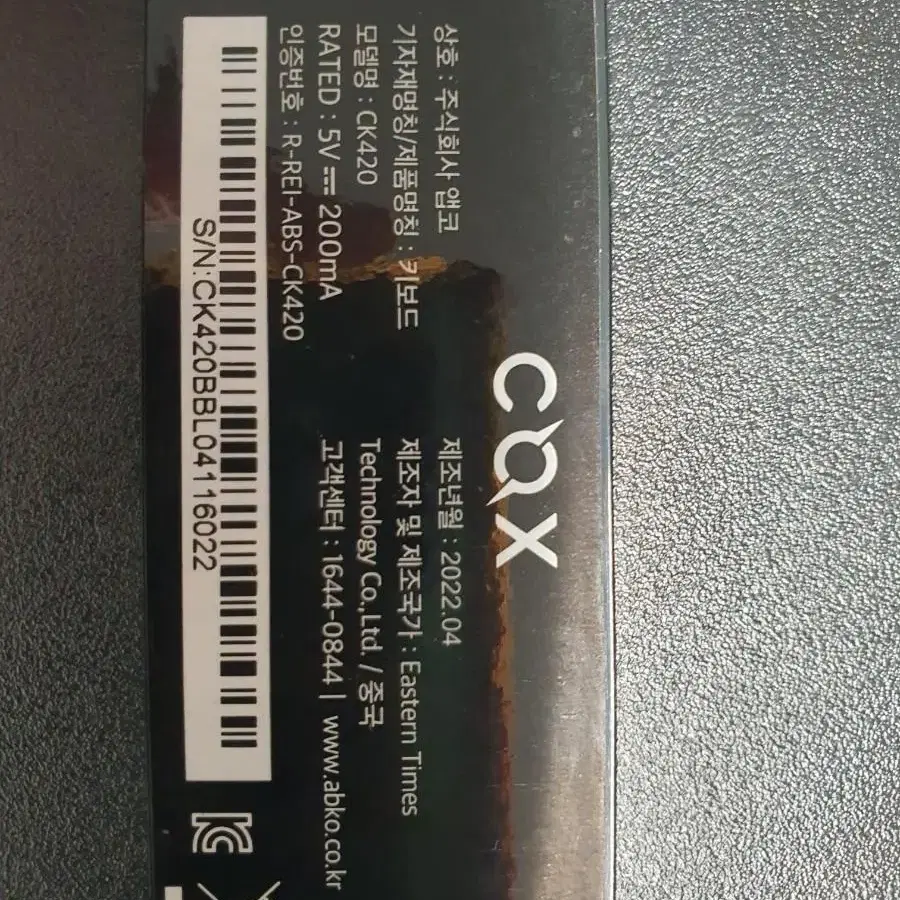 COX
상호 : 주식회사 앱코
기자재명칭/제품명칭 : 키보드
모델명 : CK420
RATED : 5V ⎓ 200mA
인증번호 : R-REI-ABS-CK420
제조년월 : 2022.04
제조자 및 제조국가 : Eastern Times
Technology Co.,Ltd. / 중국
고객센터 : 1644-0844 | www.abko.co.kr
S/N:CK420BBL04116022